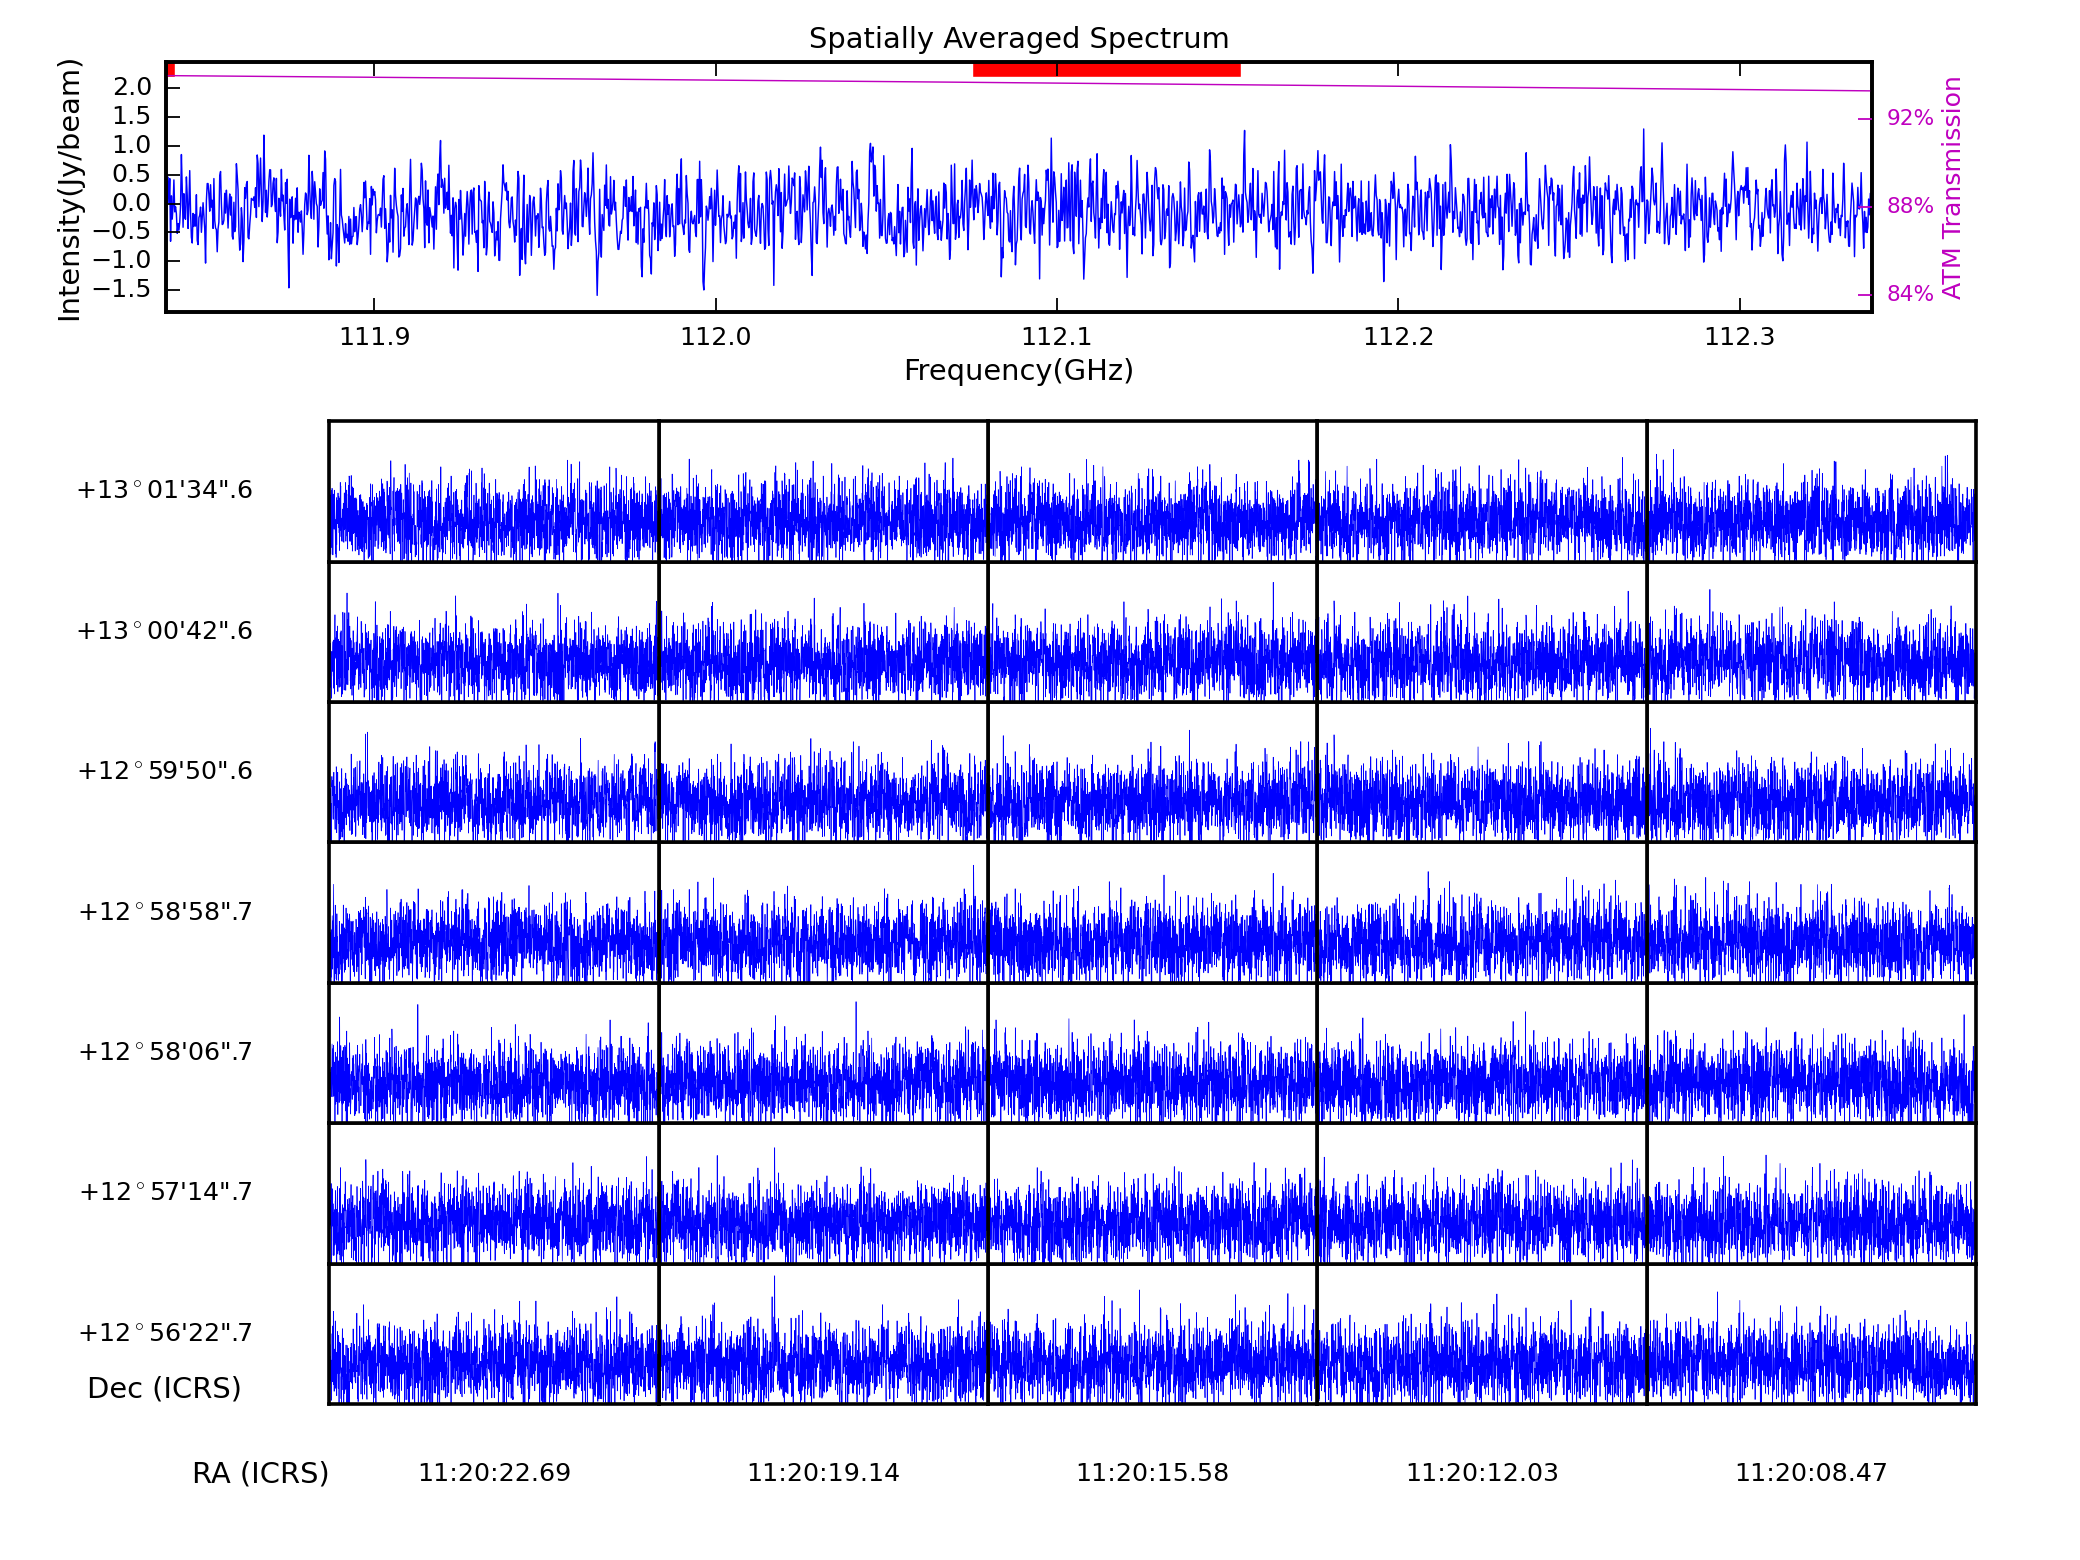 Spatially Averaged Spectrum
Intensity(Jy/beam)
2.0
1.5
1.0
0.5
0.0
−0.5
−1.0
−1.5
92%
88%
84%
ATM Transmission
111.9 112.0 112.1 112.2 112.3
Frequency(GHz)
+13°01'34".6
+13°00'42".6
+12°59'50".6
+12°58'58".7
+12°58'06".7
+12°57'14".7
+12°56'22".7
Dec (ICRS)
RA (ICRS) 11:20:22.69 11:20:19.14 11:20:15.58 11:20:12.03 11:20:08.47